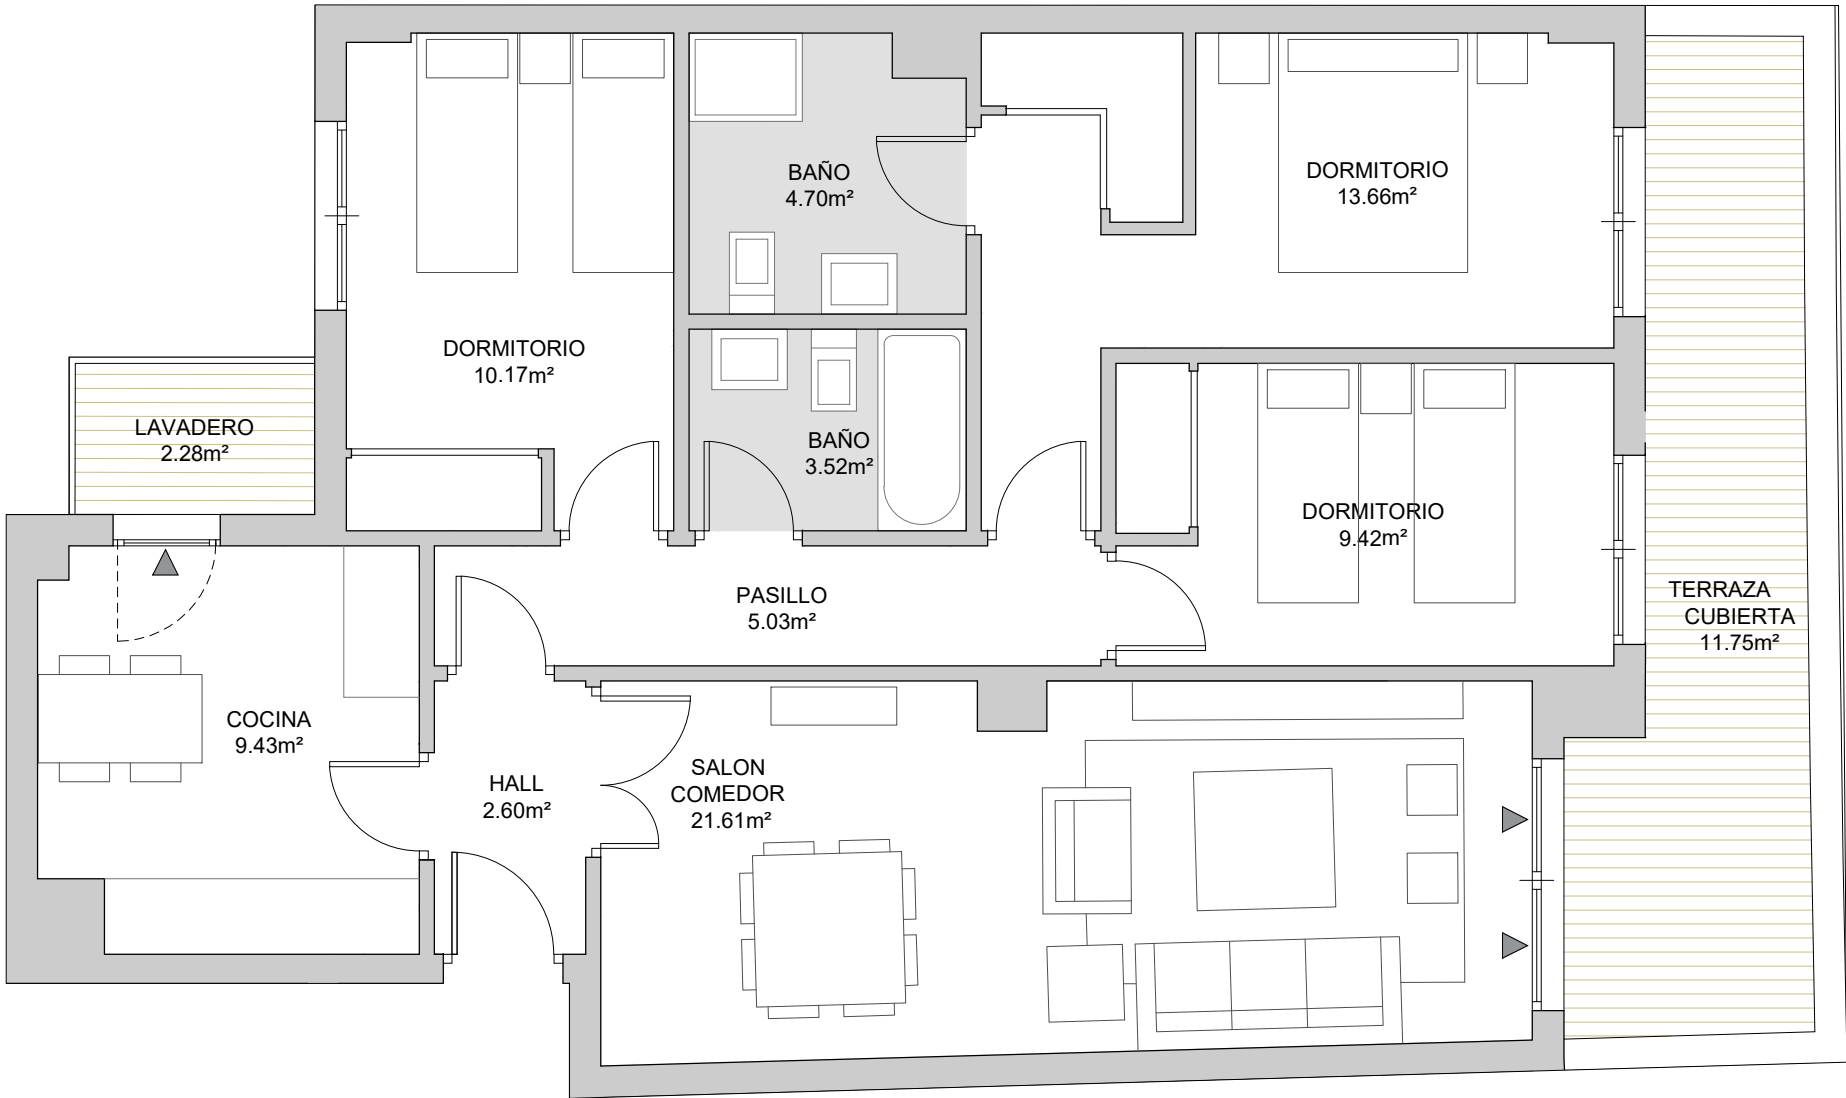 BAÑO
4.70m²
DORMITORIO
13.66m²
DORMITORIO
10.17m²
LAVADERO
2.28m²
BAÑO
3.52m²
DORMITORIO
9.42m²
PASILLO
5.03m²
TERRAZA
CUBIERTA
11.75m²
COCINA
9.43m²
HALL
2.60m²
SALON
COMEDOR
21.61m²